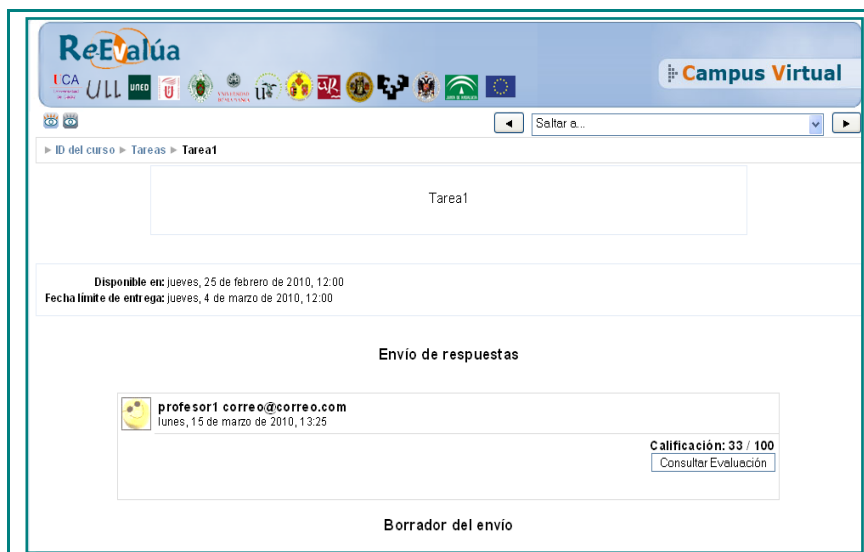 ReEvalúa
UCA ULL UNED
Campus Virtual
Saltar a...
ID del curso ► Tareas ► Tarea1
Tarea1
Disponible en: jueves, 25 de febrero de 2010, 12:00
Fecha límite de entrega: jueves, 4 de marzo de 2010, 12:00
Envío de respuestas
profesor1 correo@correo.com
lunes, 15 de marzo de 2010, 13:25
Calificación: 33 / 100
Consultar Evaluación
Borrador del envío